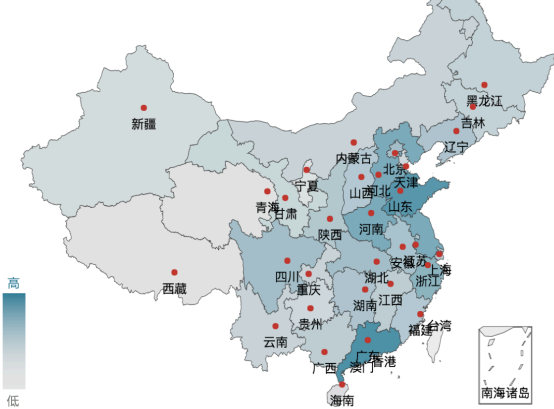 黑龙江
吉林
新疆
辽宁
内蒙古
北京
天津
宁夏
山西
河北
青海
甘肃
山东
陕西
河南
安徽
江苏
上海
四川
湖北
浙江
西藏
重庆
江西
湖南
贵州
福建
台湾
云南
广东
广西
澳门
香港
海南
南海诸岛
高
低